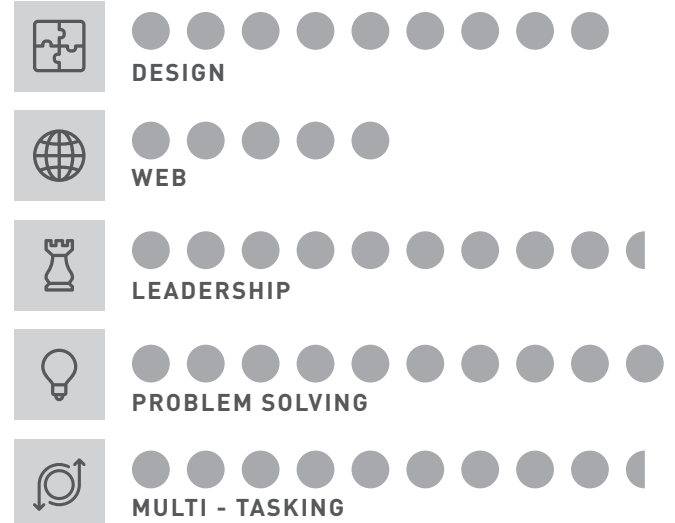 DESIGN
WEB
LEADERSHIP
PROBLEM SOLVING
MULTI - TASKING